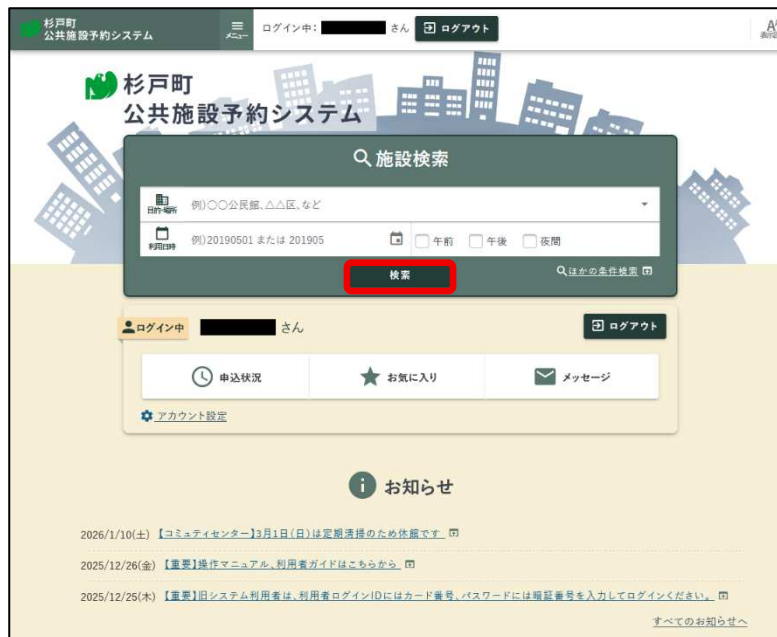 杉戸町
公共施設予約システム
メニュー
ログイン中:
さん
ログアウト
杉戸町
公共施設予約システム
施設検索
目的・場所
例)〇〇公民館、△△区、など
利用日時
例)20190501 または 201905
午前
午後
夜間
検索
ほかの条件検索
ログイン中
さん
ログアウト
申込状況
お気に入り
メッセージ
アカウント設定
お知らせ
2026/1/10(土) 【コミュティセンター】3月1日(日)は定期清掃のため休館です
2025/12/26(金) 【重要】操作マニュアル、利用者ガイドはこちらから
2025/12/25(木) 【重要】旧システム利用者は、利用者ログインIDにはカード番号、パスワードには暗証番号を入力してログインください。
すべてのお知らせへ